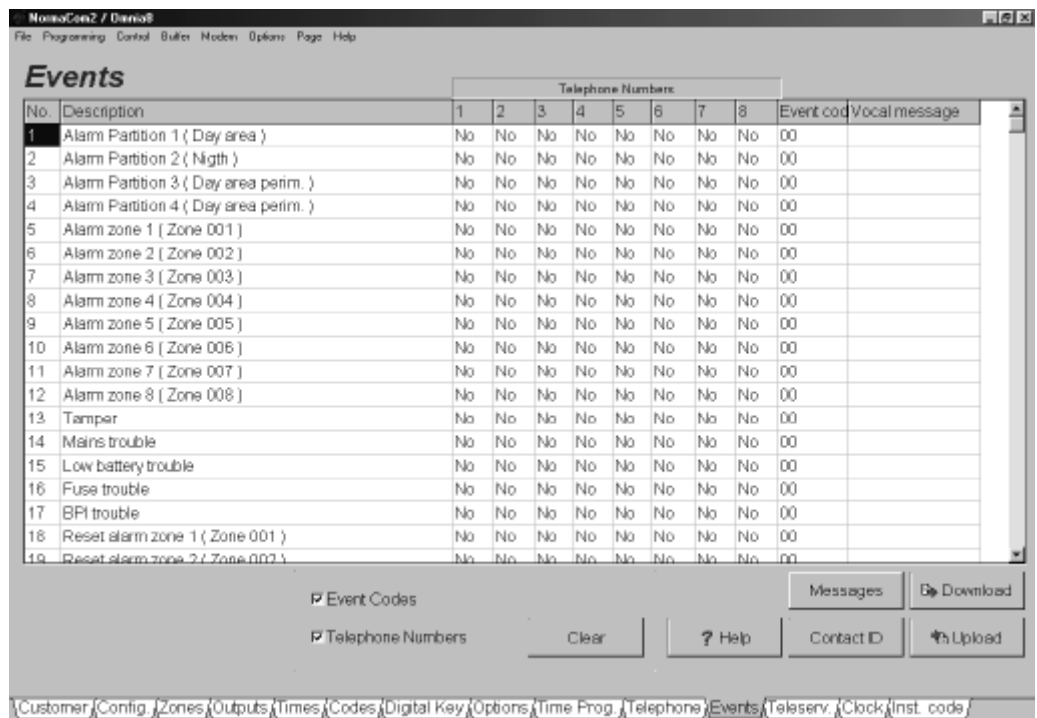 NormaCom2 / Omnia8
File Programming Control Buffer Modem Options Page Help
Events
Telephone Numbers
No. Description 1 2 3 4 5 6 7 8 Event cod Vocal message
1 Alarm Partition 1 ( Day area ) No No No No No No No No 00
2 Alarm Partition 2 ( Nigth ) No No No No No No No No 00
3 Alarm Partition 3 ( Day area perim. ) No No No No No No No No 00
4 Alarm Partition 4 ( Day area perim. ) No No No No No No No No 00
5 Alarm zone 1 ( Zone 001 ) No No No No No No No No 00
6 Alarm zone 2 ( Zone 002 ) No No No No No No No No 00
7 Alarm zone 3 ( Zone 003 ) No No No No No No No No 00
8 Alarm zone 4 ( Zone 004 ) No No No No No No No No 00
9 Alarm zone 5 ( Zone 005 ) No No No No No No No No 00
10 Alarm zone 6 ( Zone 006 ) No No No No No No No No 00
11 Alarm zone 7 ( Zone 007 ) No No No No No No No No 00
12 Alarm zone 8 ( Zone 008 ) No No No No No No No No 00
13 Tamper No No No No No No No No 00
14 Mains trouble No No No No No No No No 00
15 Low battery trouble No No No No No No No No 00
16 Fuse trouble No No No No No No No No 00
17 BPI trouble No No No No No No No No 00
18 Reset alarm zone 1 ( Zone 001 ) No No No No No No No No 00
19 Reset alarm zone 2 ( Zone 002 ) No No No No No No No No 00
Event Codes
Messages Download
Telephone Numbers Clear ? Help Contact ID Upload
Customer Config. Zones Outputs Times Codes Digital Key Options Time Prog. Telephone Events Teleserv. Clock Inst. code